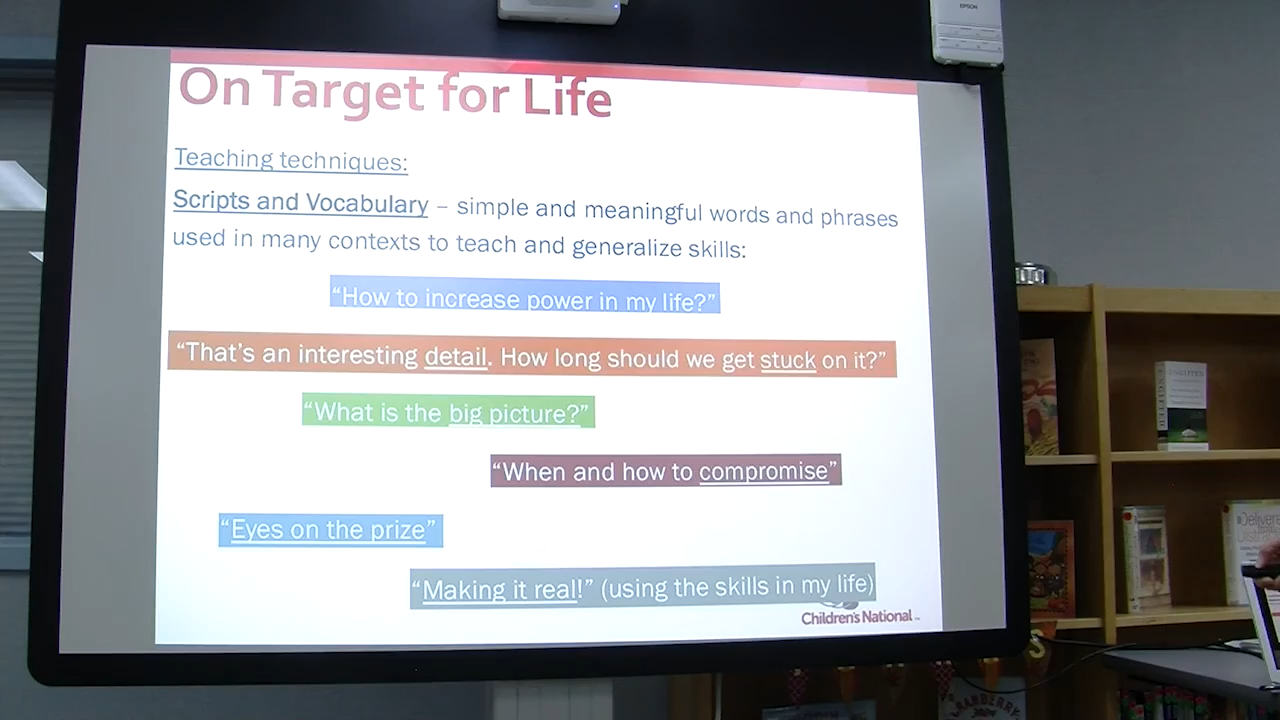 EPSON
On Target for Life
Teaching techniques:
Scripts and Vocabulary – simple and meaningful words and phrases
used in many contexts to teach and generalize skills:
“How to increase power in my life?”
“That’s an interesting detail. How long should we get stuck on it?”
“What is the big picture?”
“When and how to compromise”
“Eyes on the prize”
“Making it real!” (using the skills in my life)
Children's National
CRANBERRY